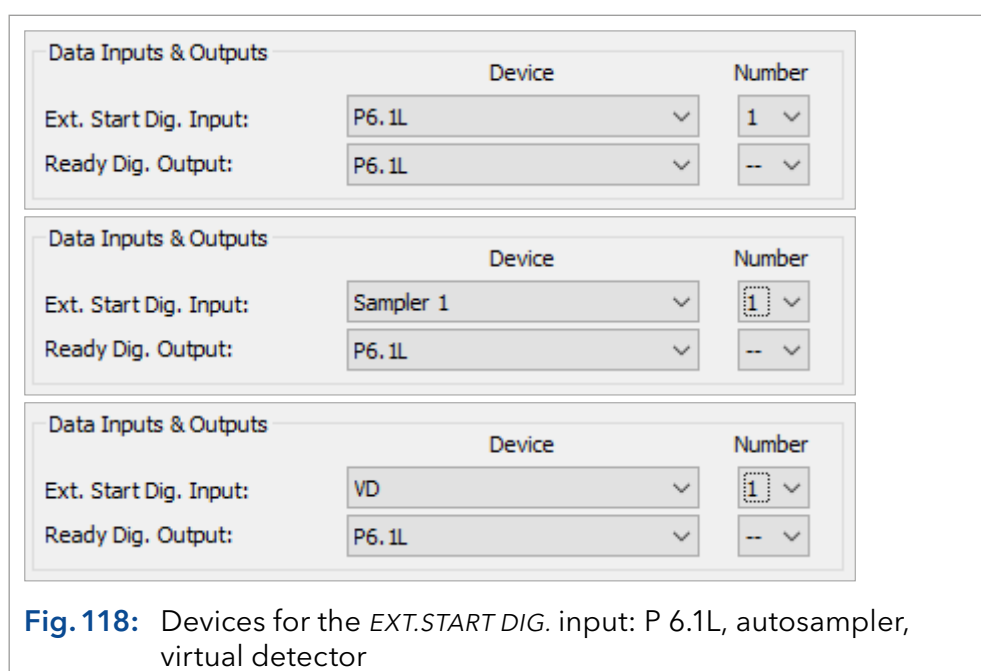 Data Inputs & Outputs
Device Number
Ext. Start Dig. Input: P6.1L 1
Ready Dig. Output: P6.1L --
Data Inputs & Outputs
Device Number
Ext. Start Dig. Input: Sampler 1 1
Ready Dig. Output: P6.1L --
Data Inputs & Outputs
Device Number
Ext. Start Dig. Input: VD 1
Ready Dig. Output: P6.1L --
Fig. 118: Devices for the EXT.START DIG. input: P 6.1L, autosampler,
virtual detector